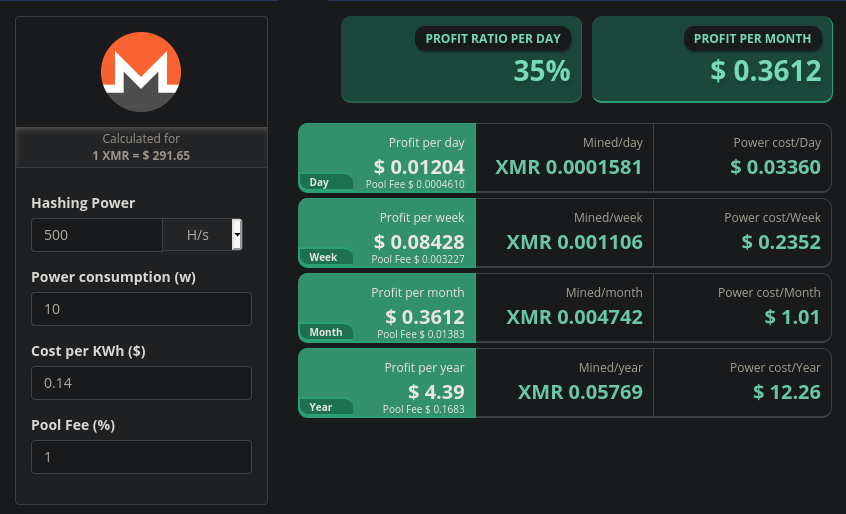 PROFIT RATIO PER DAY
35%
PROFIT PER MONTH
$ 0.3612
Calculated for
1 XMR = $ 291.65
Hashing Power
500 H/s
Power consumption (w)
10
Cost per KWh ($)
0.14
Pool Fee (%)
1
Profit per day
$ 0.01204
Pool Fee $ 0.0004610
Day
Mined/day
XMR 0.0001581
Power cost/Day
$ 0.03360
Profit per week
$ 0.08428
Pool Fee $ 0.003227
Week
Mined/week
XMR 0.001106
Power cost/Week
$ 0.2352
Profit per month
$ 0.3612
Pool Fee $ 0.01383
Month
Mined/month
XMR 0.004742
Power cost/Month
$ 1.01
Profit per year
$ 4.39
Pool Fee $ 0.1683
Year
Mined/year
XMR 0.05769
Power cost/Year
$ 12.26